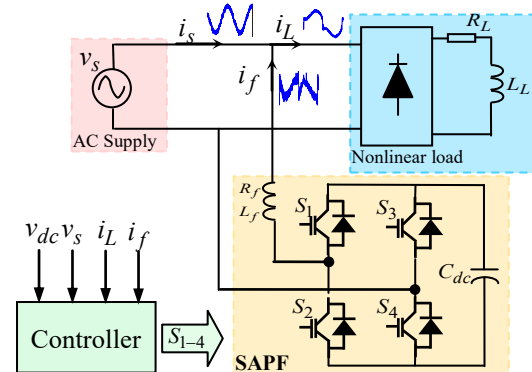 i_s
i_L
R_L
v_s
i_f
L_L
AC Supply
Nonlinear load
R_f
L_f
S_1
S_3
v_dc v_s i_L i_f
C_dc
S_2
S_4
Controller
S_1–4
SAPF